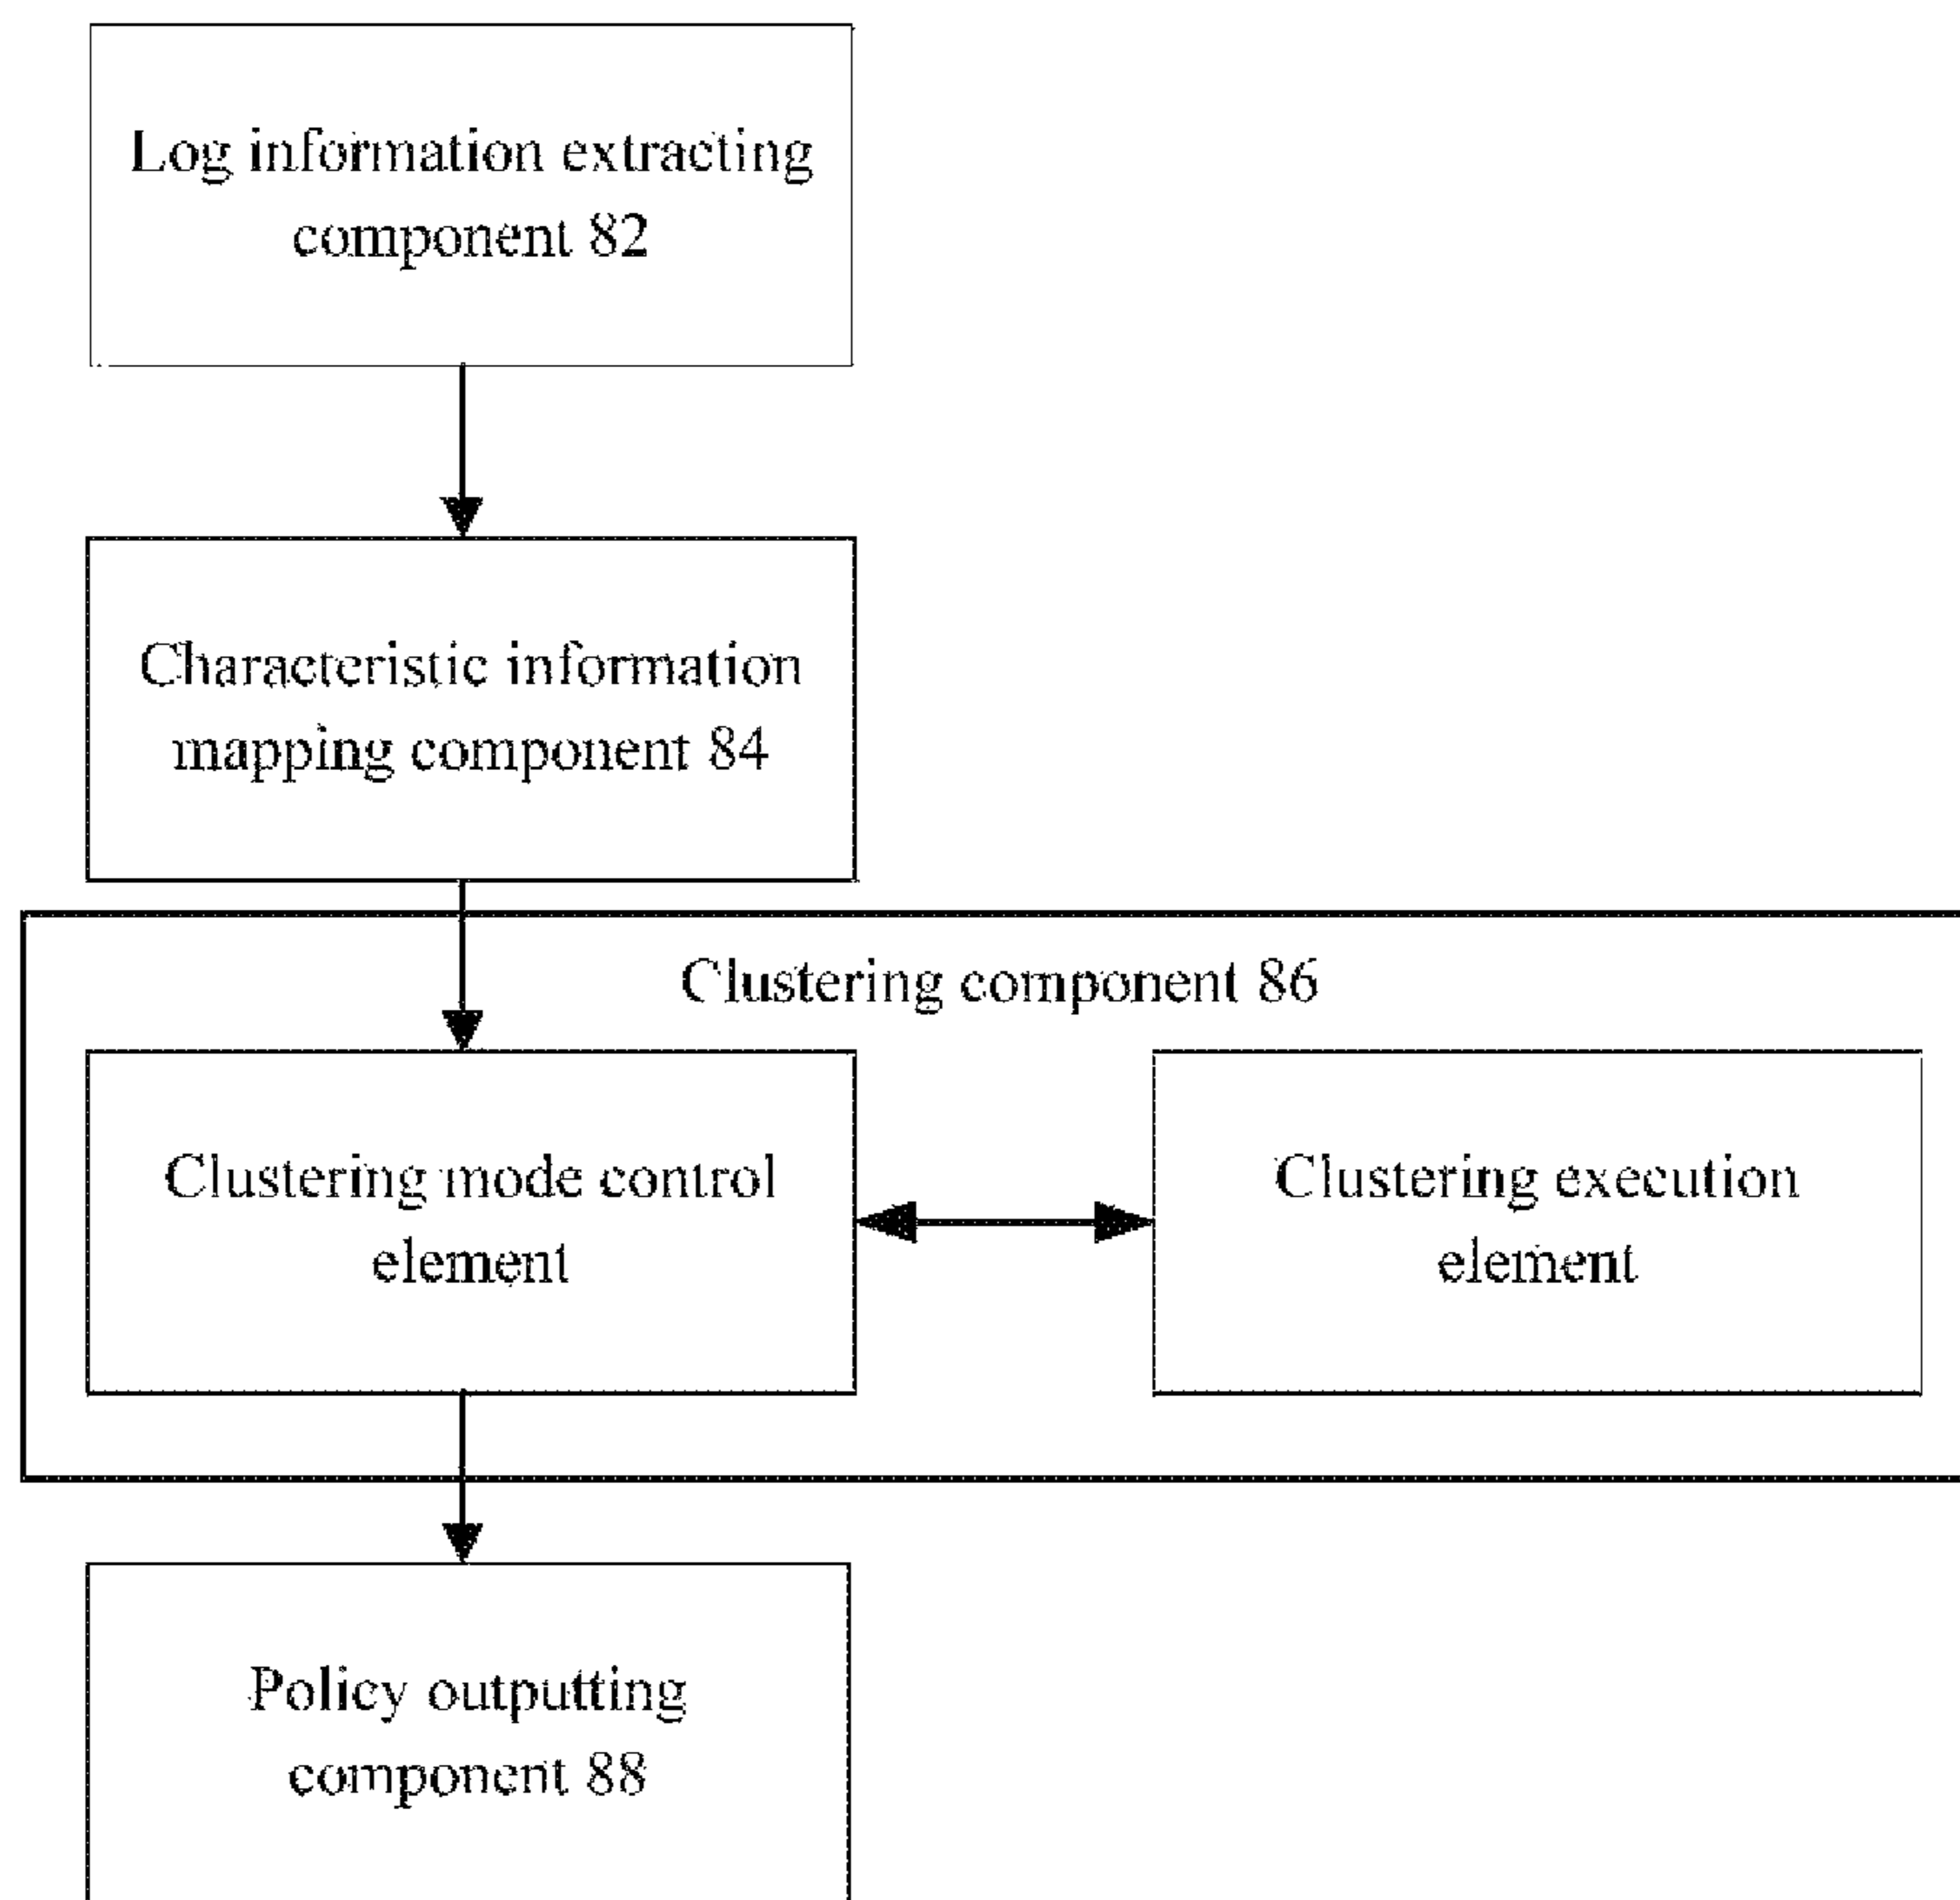 Log information extracting
component 82
Characteristic information
mapping component 84
Clustering component 86
Clustering mode control
element
Clustering execution
element
Policy outputting
component 88